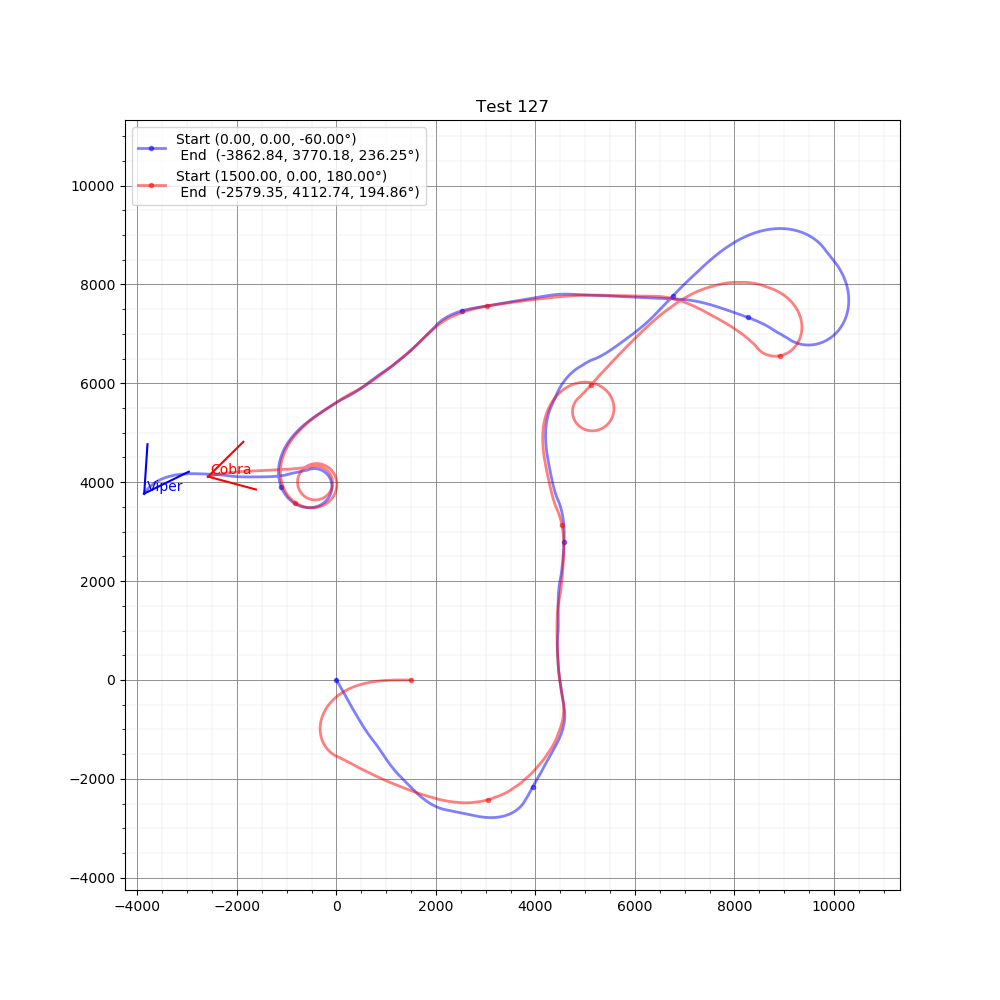 Test 127
Start (0.00, 0.00, -60.00°)
End (-3862.84, 3770.18, 236.25°)
Start (1500.00, 0.00, 180.00°)
End (-2579.35, 4112.74, 194.86°)
10000
8000
6000
4000
2000
0
−2000
−4000
Cobra
Viper
−4000 −2000 0 2000 4000 6000 8000 10000